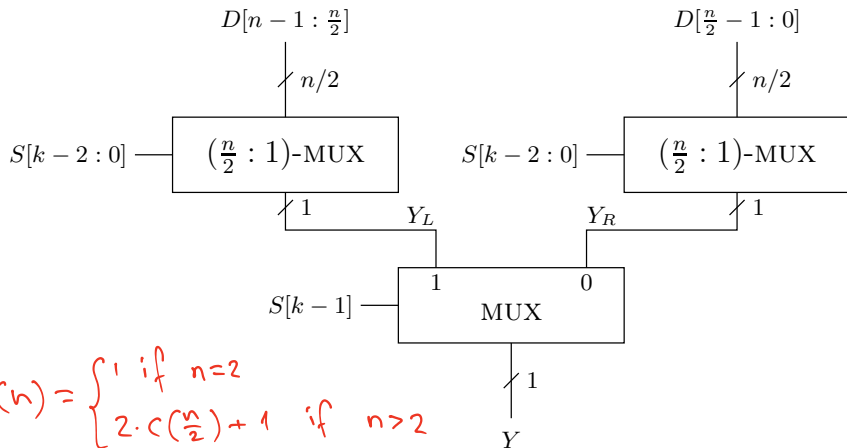 D[n − 1 : n/2] D[n/2 − 1 : 0]
n/2 n/2
S[k − 2 : 0] (n/2 : 1)-MUX S[k − 2 : 0] (n/2 : 1)-MUX
1 Y_L Y_R 1
1 0
S[k − 1] MUX
1
(n) = { 1 if n=2
2·c(n/2) + 1 if n>2
Y